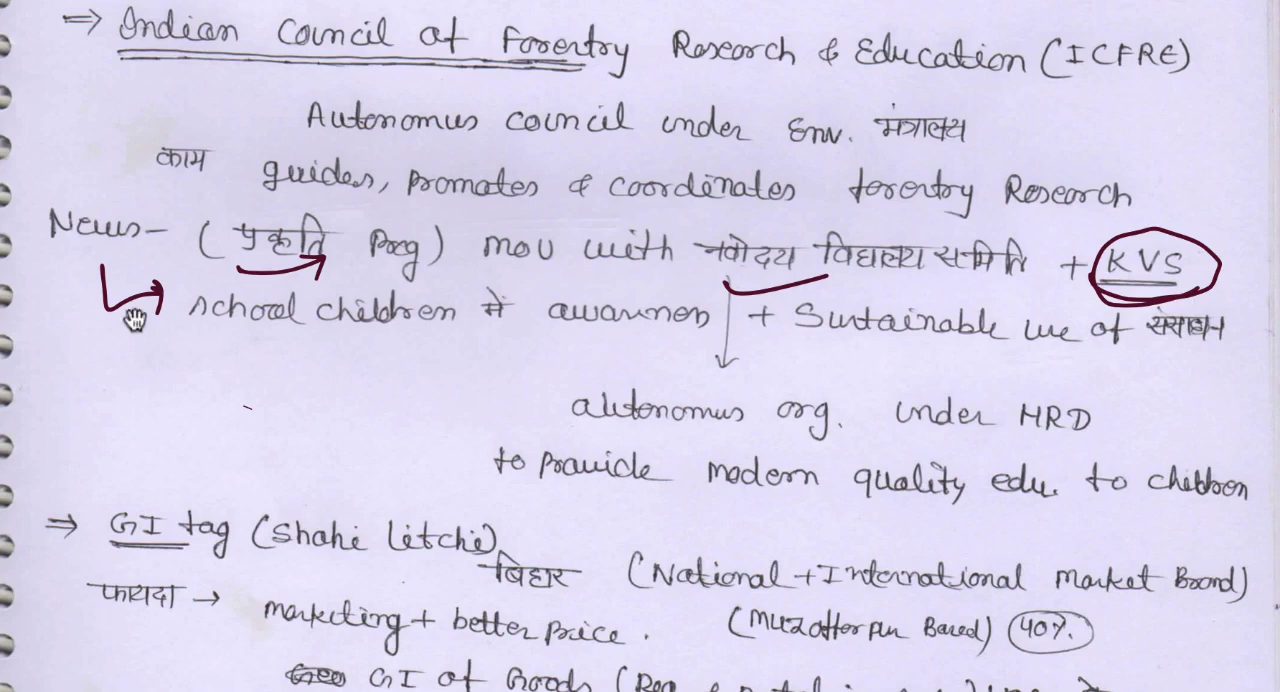 ⇒ Indian Council of Forestry Research & Education (ICFRE)
Autonomus council under Env. मंत्रालय
काम guides, promotes & coordinates forestry Research
News - (प्रकृति Prog) MOU with नवोदय विद्यालय समिति + KVS
school children में awarness + Sustainable use of संसाधन
autonomus org. under HRD
to provide modern quality edu. to children
⇒ GI tag (Shahi Litchi) बिहार (National + International market Brand)
फायदा → marketing + better price. (Muzafferpur Based) 40%.
GI of Goods